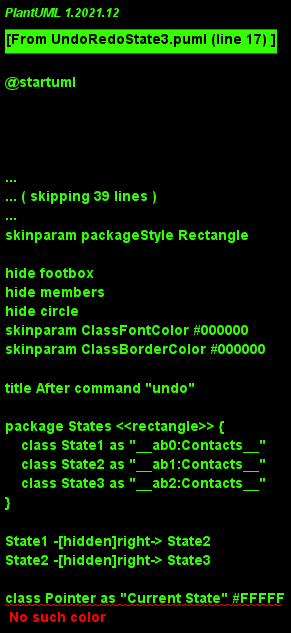 PlantUML 1.2021.12
[From UndoRedoState3.puml (line 17) ]
@startuml
...
... ( skipping 39 lines )
...
skinparam packageStyle Rectangle
hide footbox
hide members
hide circle
skinparam ClassFontColor #000000
skinparam ClassBorderColor #000000
title After command "undo"
package States <<rectangle>> {
class State1 as "__ab0:Contacts__"
class State2 as "__ab1:Contacts__"
class State3 as "__ab2:Contacts__"
}
State1 -[hidden]right-> State2
State2 -[hidden]right-> State3
class Pointer as "Current State" #FFFFF
No such color